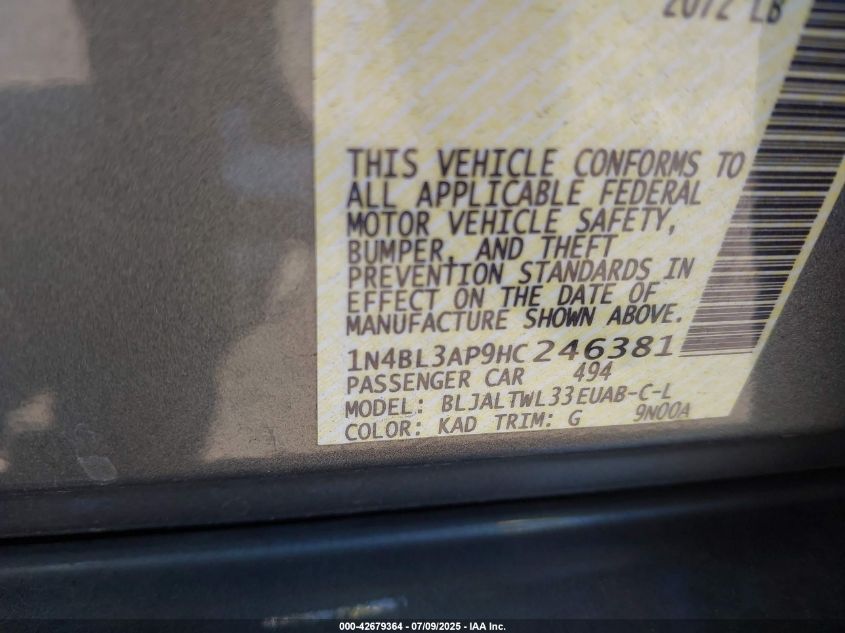 2072 LB
THIS VEHICLE CONFORMS TO
ALL APPLICABLE FEDERAL
MOTOR VEHICLE SAFETY,
BUMPER, AND THEFT
PREVENTION STANDARDS IN
EFFECT ON THE DATE OF
MANUFACTURE SHOWN ABOVE.
1N4BL3AP9HC246381
PASSENGER CAR 494
MODEL: BLJALTWL33EUAB-C-L
COLOR: KAD TRIM: G 9N00A
000-42679364 - 07/09/2025 - IAA Inc.